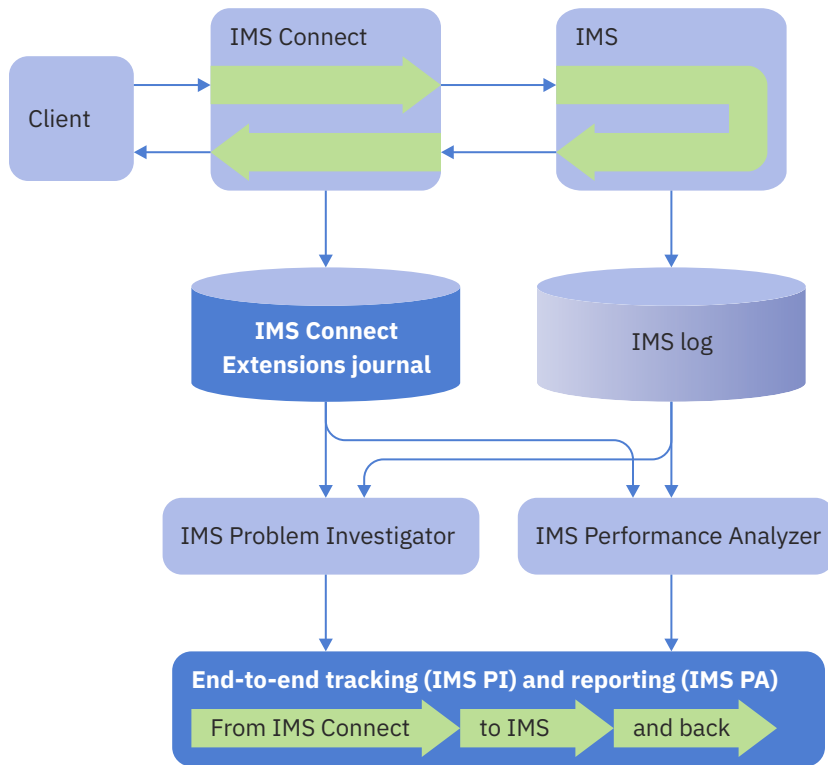 IMS Connect
IMS
Client
IMS Connect
Extensions journal
IMS log
IMS Problem Investigator
IMS Performance Analyzer
End-to-end tracking (IMS PI) and reporting (IMS PA)
From IMS Connect
to IMS
and back